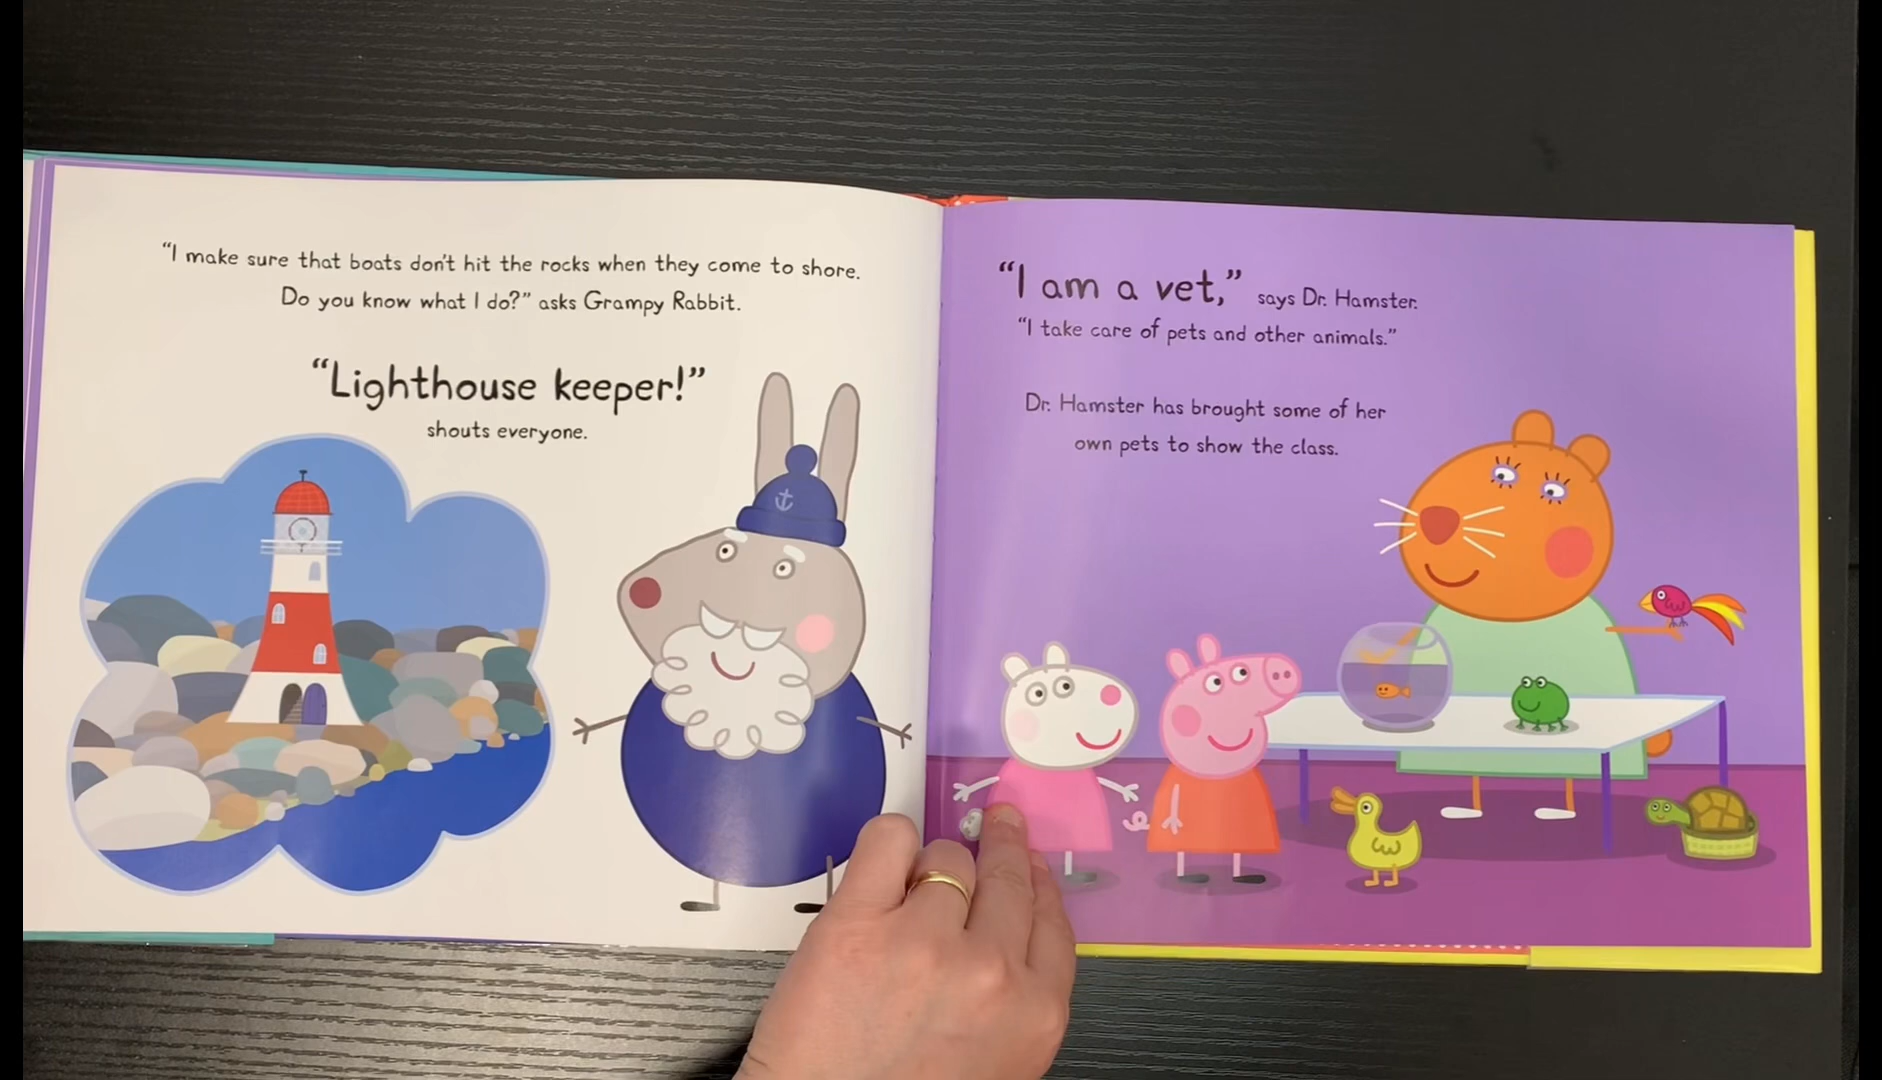 “I make sure that boats don't hit the rocks when they come to shore.
Do you know what I do?” asks Grampy Rabbit.
“Lighthouse keeper!”
shouts everyone.
“I am a vet,” says Dr. Hamster.
“I take care of pets and other animals.”
Dr. Hamster has brought some of her
own pets to show the class.